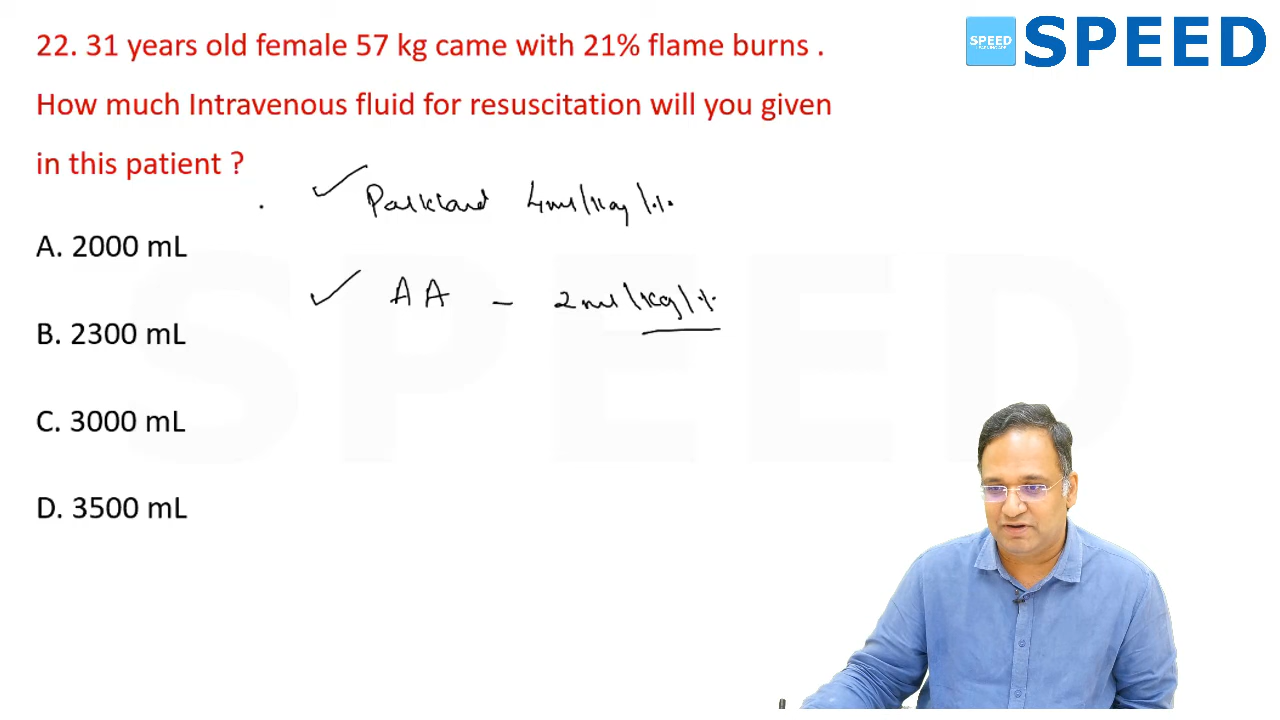 22. 31 years old female 57 kg came with 21% flame burns .
How much Intravenous fluid for resuscitation will you given
in this patient ?
SPEED
SPEED
Parkland 4ml/kg/%
A. 2000 mL
AA - 2ml/kg/%
B. 2300 mL
C. 3000 mL
D. 3500 mL
SPEED